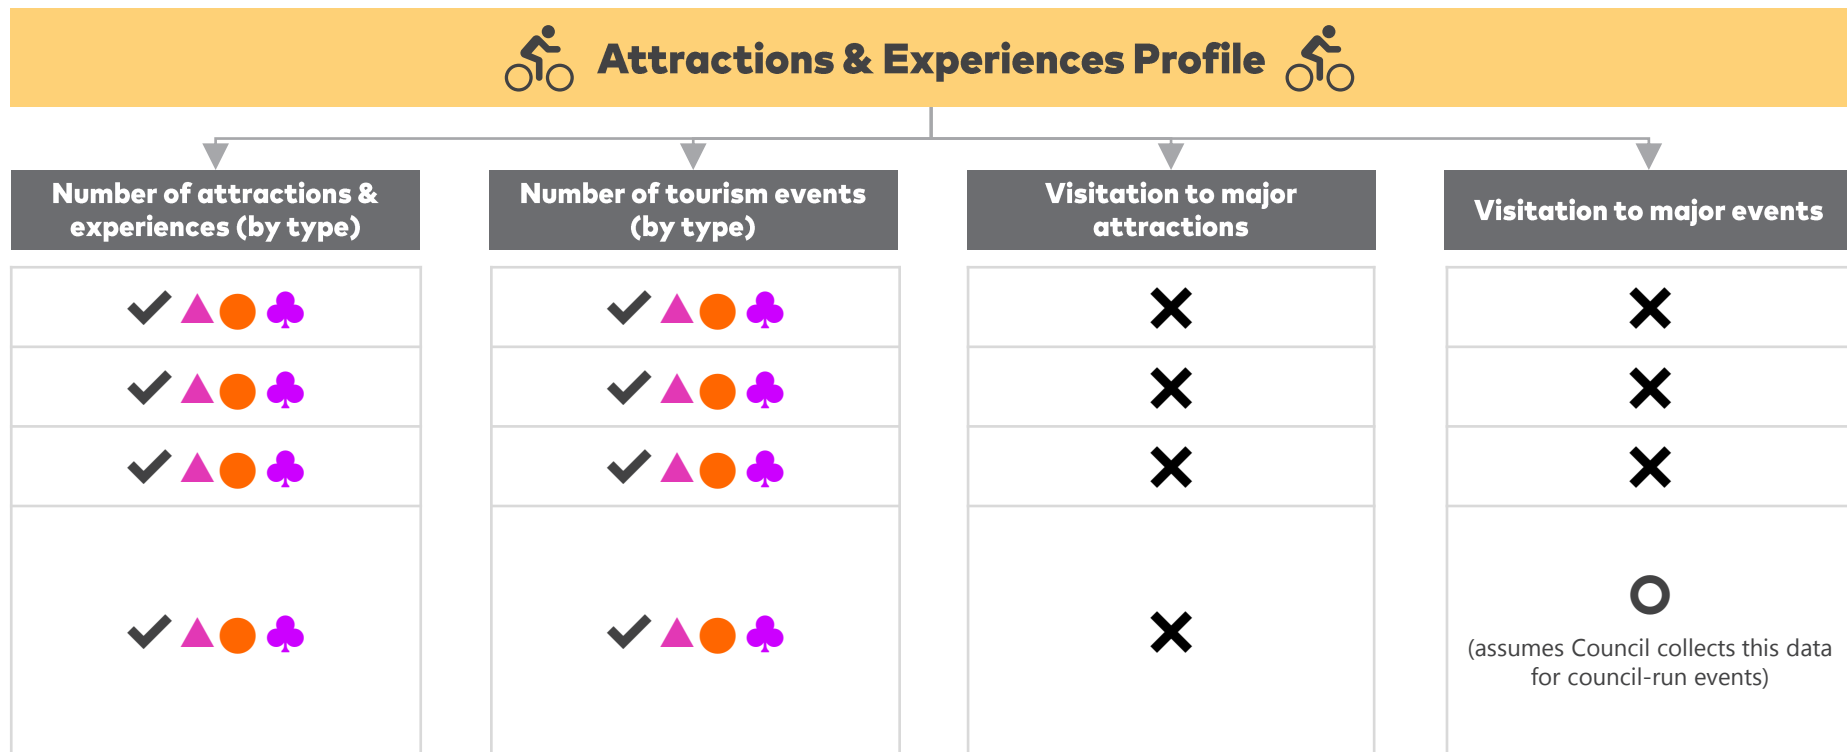 Attractions & Experiences Profile
Number of attractions &
experiences (by type)
Number of tourism events
(by type)
Visitation to major
attractions
Visitation to major events
(assumes Council collects this data
for council-run events)